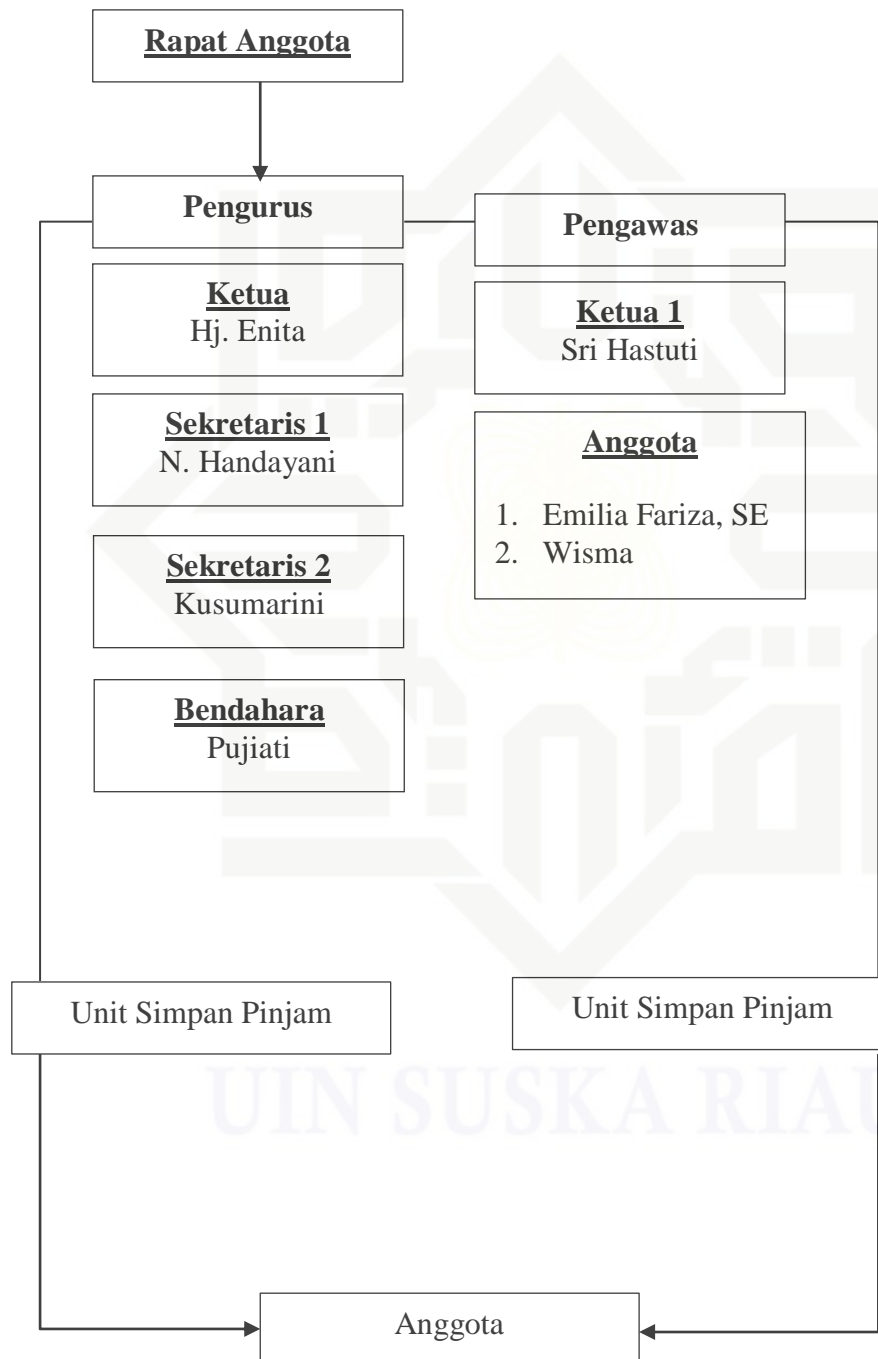 Rapat Anggota
Pengurus
Pengawas
Ketua
Hj. Enita
Ketua 1
Sri Hastuti
Sekretaris 1
N. Handayani
Anggota
1. Emilia Fariza, SE
2. Wisma
Sekretaris 2
Kusumarini
Bendahara
Pujiati
Unit Simpan Pinjam
Unit Simpan Pinjam
UIN SUSKA RIAU
Anggota